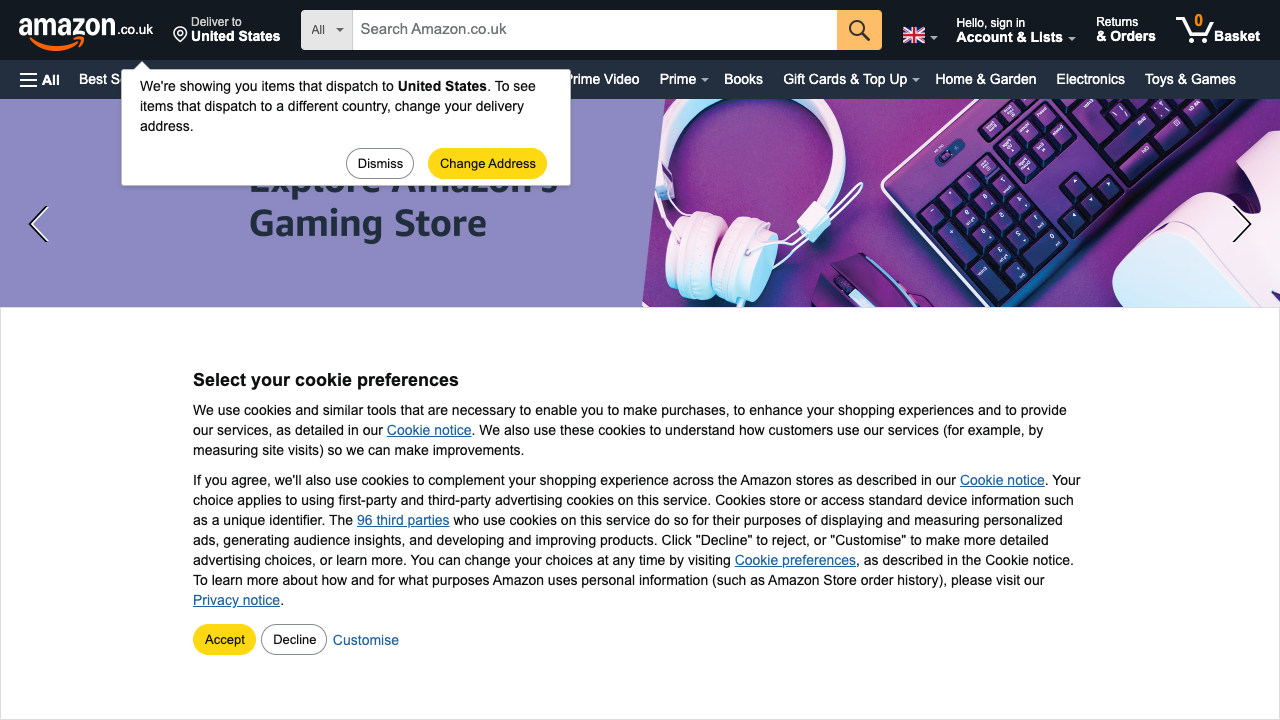 amazon.co.uk
Deliver to
United States
All
Search Amazon.co.uk
Hello, sign in
Account & Lists
Returns
& Orders
0
Basket
All
Best
Prime Video
Prime
Books
Gift Cards & Top Up
Home & Garden
Electronics
Toys & Games
We're showing you items that dispatch to United States. To see
items that dispatch to a different country, change your delivery
address.
Dismiss
Change Address
Explore Amazon's
Gaming Store
Select your cookie preferences
We use cookies and similar tools that are necessary to enable you to make purchases, to enhance your shopping experiences and to provide
our services, as detailed in our Cookie notice. We also use these cookies to understand how customers use our services (for example, by
measuring site visits) so we can make improvements.
If you agree, we'll also use cookies to complement your shopping experience across the Amazon stores as described in our Cookie notice. Your
choice applies to using first-party and third-party advertising cookies on this service. Cookies store or access standard device information such
as a unique identifier. The 96 third parties who use cookies on this service do so for their purposes of displaying and measuring personalized
ads, generating audience insights, and developing and improving products. Click "Decline" to reject, or "Customise" to make more detailed
advertising choices, or learn more. You can change your choices at any time by visiting Cookie preferences, as described in the Cookie notice.
To learn more about how and for what purposes Amazon uses personal information (such as Amazon Store order history), please visit our
Privacy notice.
Accept
Decline
Customise